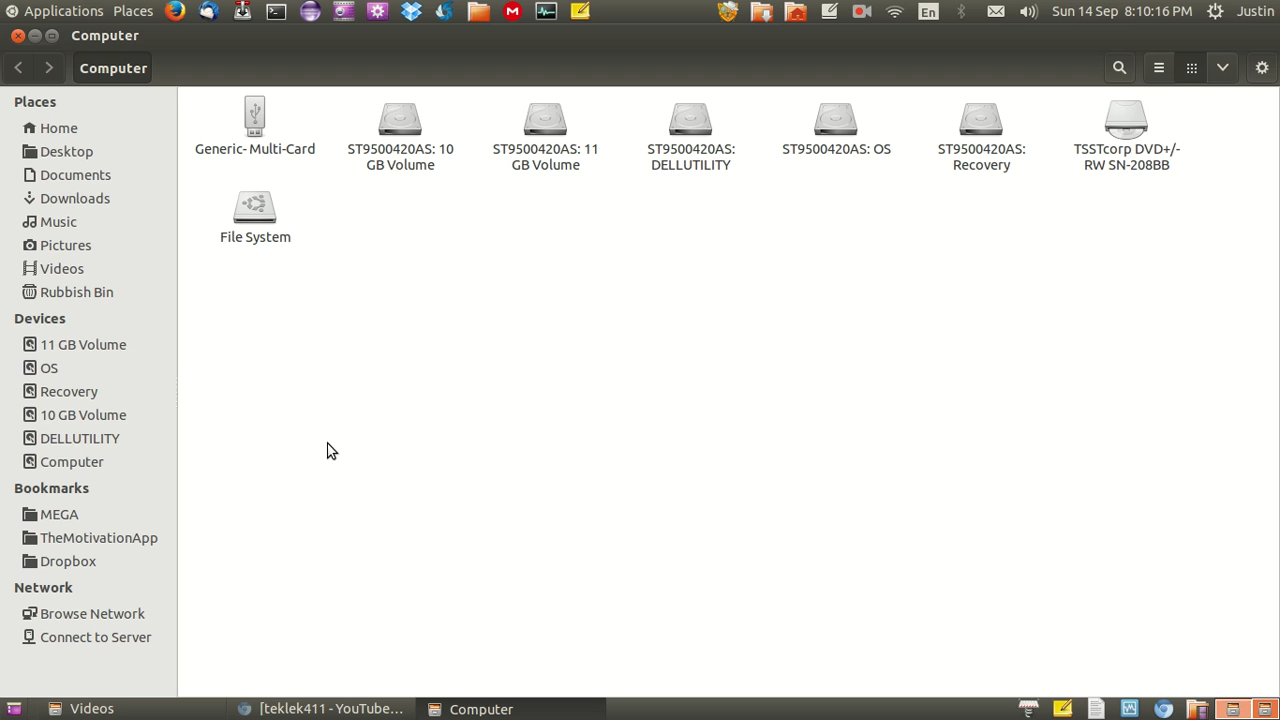 Applications Places En Sun 14 Sep 8:10:16 PM Justin
Computer
Computer
Places
Home
Desktop
Documents
Downloads
Music
Pictures
Videos
Rubbish Bin
Devices
11 GB Volume
OS
Recovery
10 GB Volume
DELLUTILITY
Computer
Bookmarks
MEGA
TheMotivationApp
Dropbox
Network
Browse Network
Connect to Server
Generic- Multi-Card
ST9500420AS: 10
GB Volume
ST9500420AS: 11
GB Volume
ST9500420AS:
DELLUTILITY
ST9500420AS: OS
ST9500420AS:
Recovery
TSSTcorp DVD+/-
RW SN-208BB
File System
Videos [teklek411 - YouTube... Computer